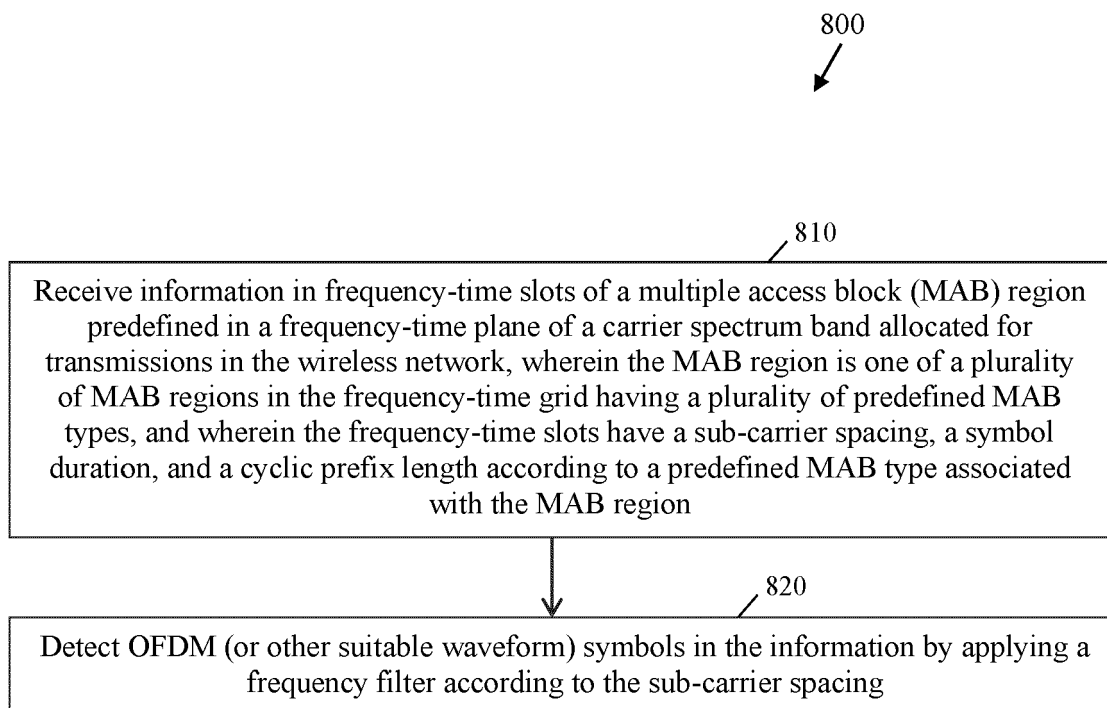 800
810
Receive information in frequency-time slots of a multiple access block (MAB) region
predefined in a frequency-time plane of a carrier spectrum band allocated for
transmissions in the wireless network, wherein the MAB region is one of a plurality
of MAB regions in the frequency-time grid having a plurality of predefined MAB
types, and wherein the frequency-time slots have a sub-carrier spacing, a symbol
duration, and a cyclic prefix length according to a predefined MAB type associated
with the MAB region
820
Detect OFDM (or other suitable waveform) symbols in the information by applying a
frequency filter according to the sub-carrier spacing